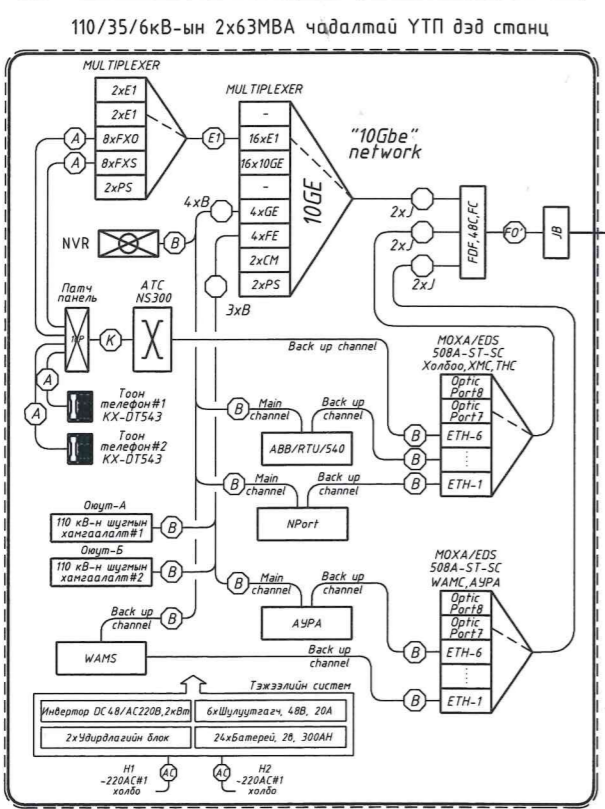 110/35/6кВ-ын 2х63МВА чадалтай УТП дэд станц
MULTIPLEXER
2xE1
2xE1
8xFXO
8xFXS
2xPS
A
A
E1
MULTIPLEXER
-
16xE1
16x10GE
-
4xGE
4xFE
2xCM
2xPS
10GE
"10Gbe"
network
4xB
3xB
NVR
B
2xJ
2xJ
2xJ
FDF,48C,FC
FO'
JB
Патч
панель
K
АТС
NS300
A
A
Тоон
телефон#1
KX-DT543
Тоон
телефон#2
KX-DT543
Back up channel
MOXA/EDS
508A-ST-SC
Холбоо,ХМС,ТНС
Optic
Port8
Optic
Port7
ETH-6
ETH-1
B
B
B
B
Main
channel
Back up
channel
ABB/RTU/540
B
Main
channel
Back up
channel
NPort
Оюут-А
110 кВ-н шугмын
хамгаалалт#1
B
Оюут-Б
110 кВ-н шугмын
хамгаалалт#2
B
B
Main
channel
Back up
channel
АУРА
Back up
channel
B
WAMS
Back up
channel
MOXA/EDS
508A-ST-SC
WAMC,АУРА
Optic
Port8
Optic
Port7
ETH-6
ETH-1
B
B
Тэжээлийн систем
Инвертор DC48/AC220В,2кВт
6хШулуутгагч, 48В, 20А
2хУдирдлагийн блок
24хБатерей, 2в, 300АН
AC
AC
H1
~220AC#1
холбо
H2
~220AC#1
холбо